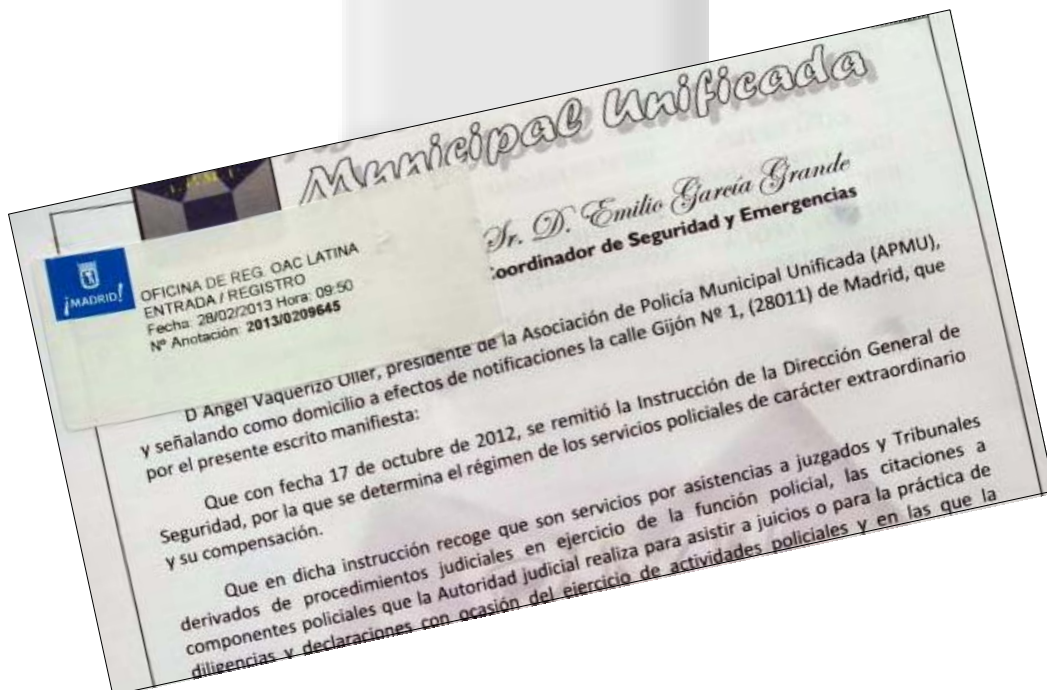 Municipal Unificada
Sr. D. Emilio García Grande
Coordinador de Seguridad y Emergencias
¡MADRID!
OFICINA DE REG. OAC LATINA
ENTRADA / REGISTRO
Fecha: 28/02/2013 Hora: 09:50
Nº Anotación: 2013/0209645
D Angel Vaquerizo Oller, presidente de la Asociación de Policía Municipal Unificada (APMU),
y señalando como domicilio a efectos de notificaciones la calle Gijón Nº 1, (28011) de Madrid, que
por el presente escrito manifiesta:
Que con fecha 17 de octubre de 2012, se remitió la Instrucción de la Dirección General de
Seguridad, por la que se determina el régimen de los servicios policiales de carácter extraordinario
y su compensación.
Que en dicha instrucción recoge que son servicios por asistencias a juzgados y Tribunales
derivados de procedimientos judiciales en ejercicio de la función policial, las citaciones a
componentes policiales que la Autoridad judicial realiza para asistir a juicios o para la práctica de
diligencias y declaraciones con ocasión del ejercicio de actividades policiales y en las que la